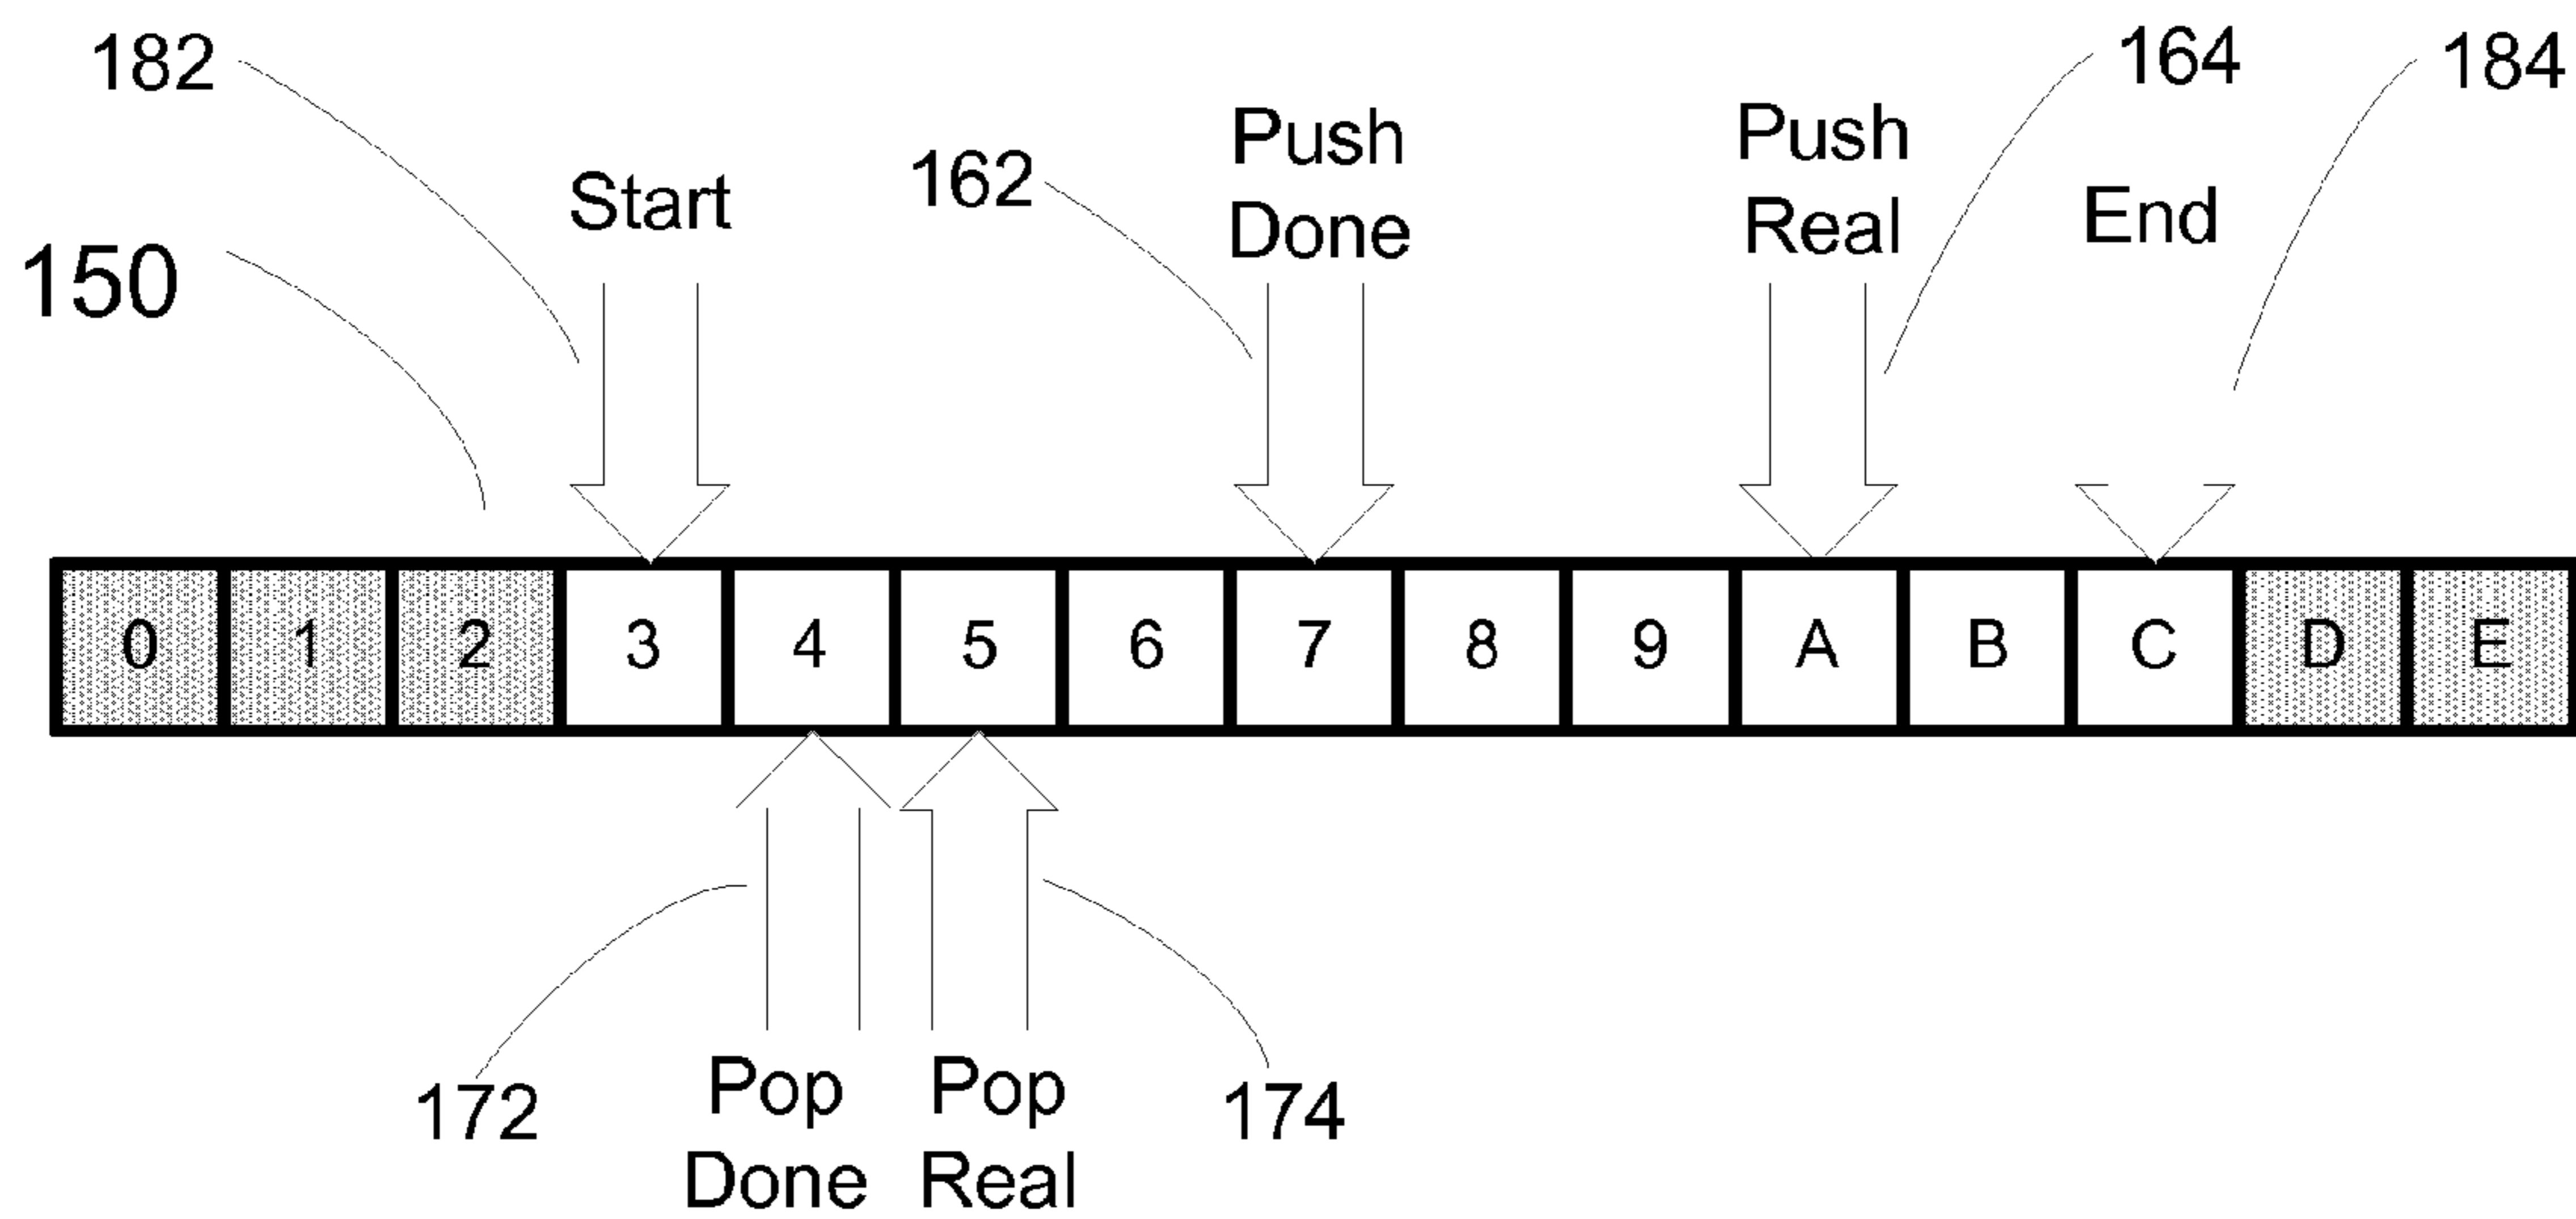 182
164
184
Push
Push
162
Start
Done
Real
End
150
0 1 2 3 4 5 6 7 8 9 A B C D E
172
Pop
Pop
174
Done
Real